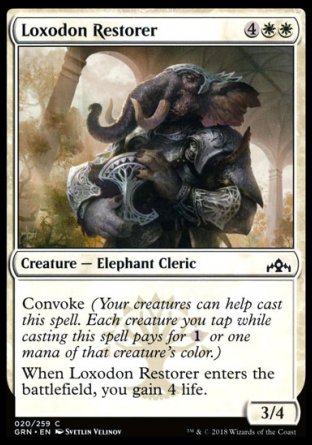 Loxodon Restorer 4
Creature — Elephant Cleric
Convoke (Your creatures can help cast
this spell. Each creature you tap while
casting this spell pays for 1 or one
mana of that creature's color.)
When Loxodon Restorer enters the
battlefield, you gain 4 life.
3/4
020/259 C
GRN • EN Svetlin Velinov
™ & © 2018 Wizards of the Coast